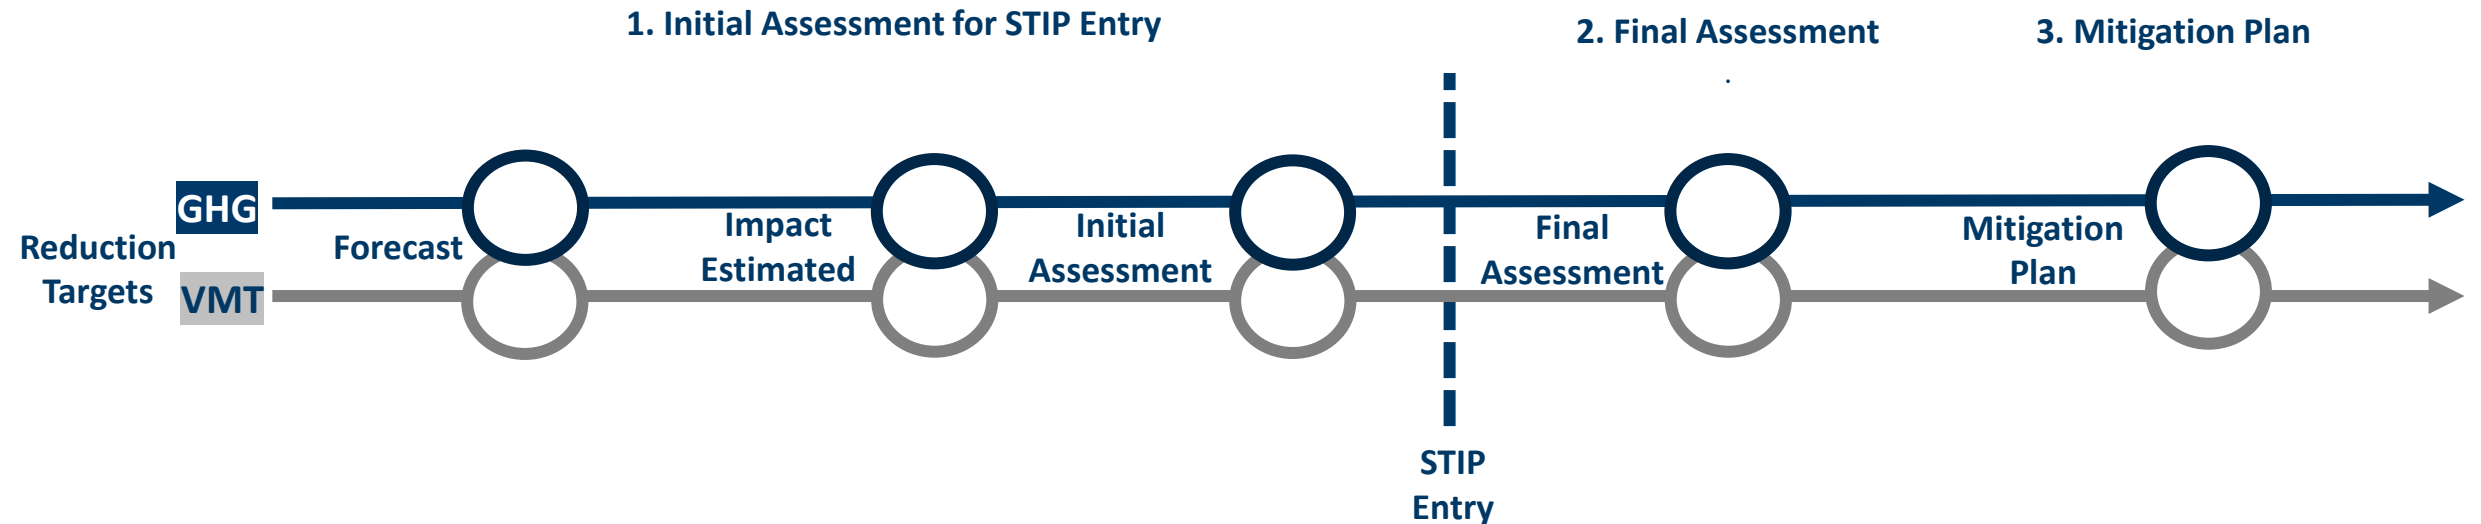 1. Initial Assessment for STIP Entry
2. Final Assessment
.
3. Mitigation Plan
Reduction
Targets
GHG
VMT
Forecast
Impact
Estimated
Initial
Assessment
Final
Assessment
Mitigation
Plan
STIP
Entry